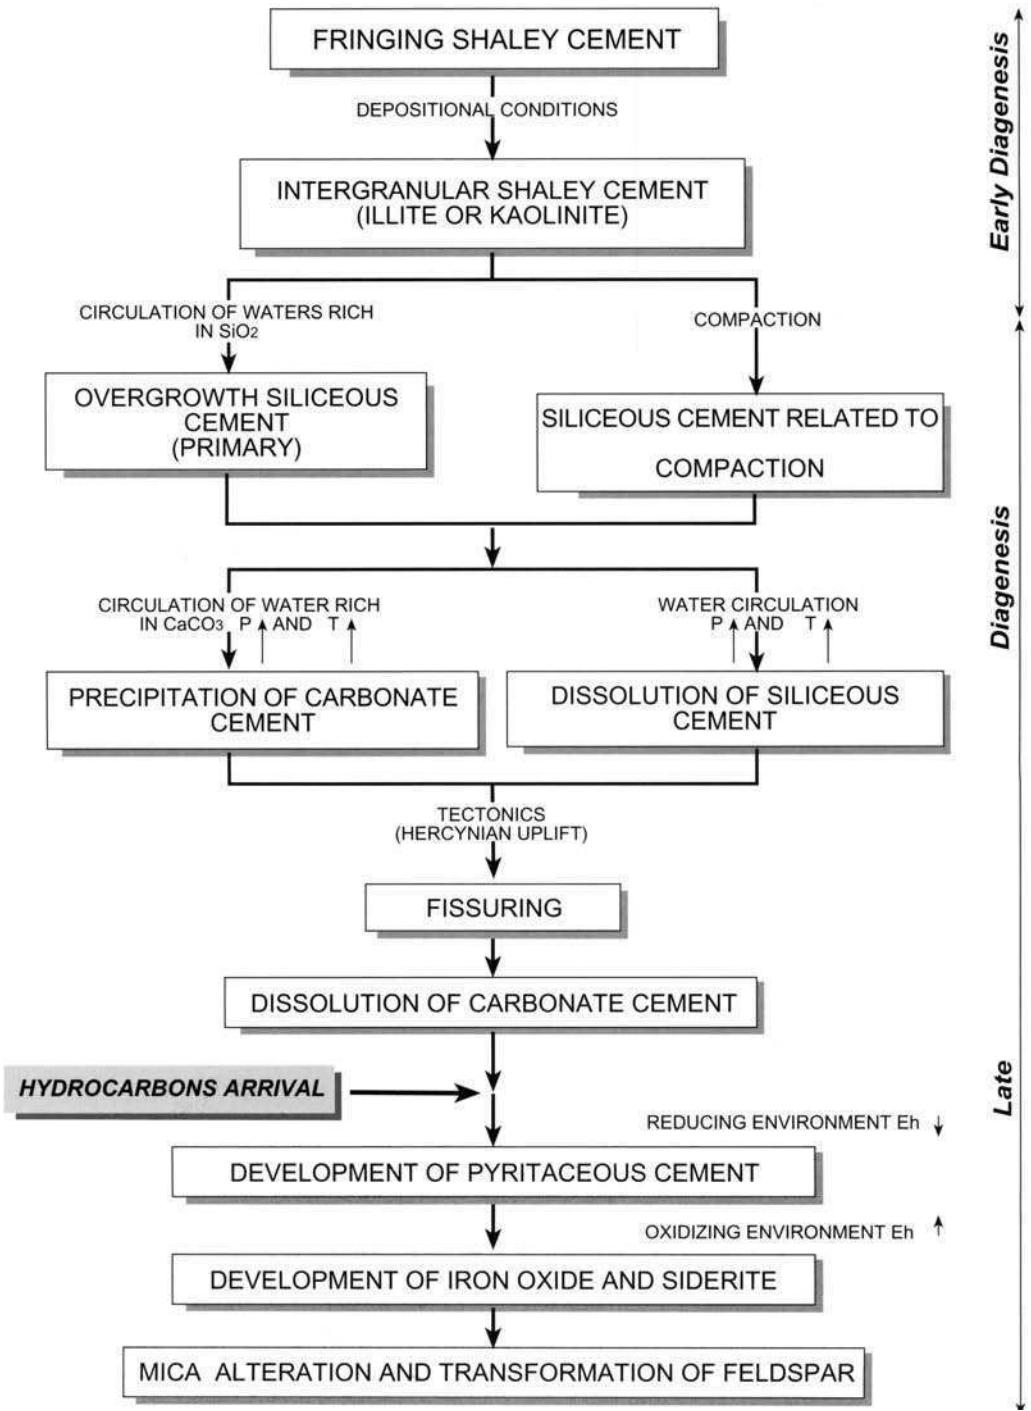 FRINGING SHALEY CEMENT
DEPOSITIONAL CONDITIONS
INTERGRANULAR SHALEY CEMENT
(ILLITE OR KAOLINITE)
Early Diagenesis
CIRCULATION OF WATERS RICH
IN SiO2
COMPACTION
OVERGROWTH SILICEOUS
CEMENT
(PRIMARY)
SILICEOUS CEMENT RELATED TO
COMPACTION
CIRCULATION OF WATER RICH
IN CaCO3 P AND T
WATER CIRCULATION
P AND T
Diagenesis
PRECIPITATION OF CARBONATE
CEMENT
DISSOLUTION OF SILICEOUS
CEMENT
TECTONICS
(HERCYNIAN UPLIFT)
FISSURING
DISSOLUTION OF CARBONATE CEMENT
HYDROCARBONS ARRIVAL
Late
REDUCING ENVIRONMENT Eh
DEVELOPMENT OF PYRITACEOUS CEMENT
OXIDIZING ENVIRONMENT Eh
DEVELOPMENT OF IRON OXIDE AND SIDERITE
MICA ALTERATION AND TRANSFORMATION OF FELDSPAR